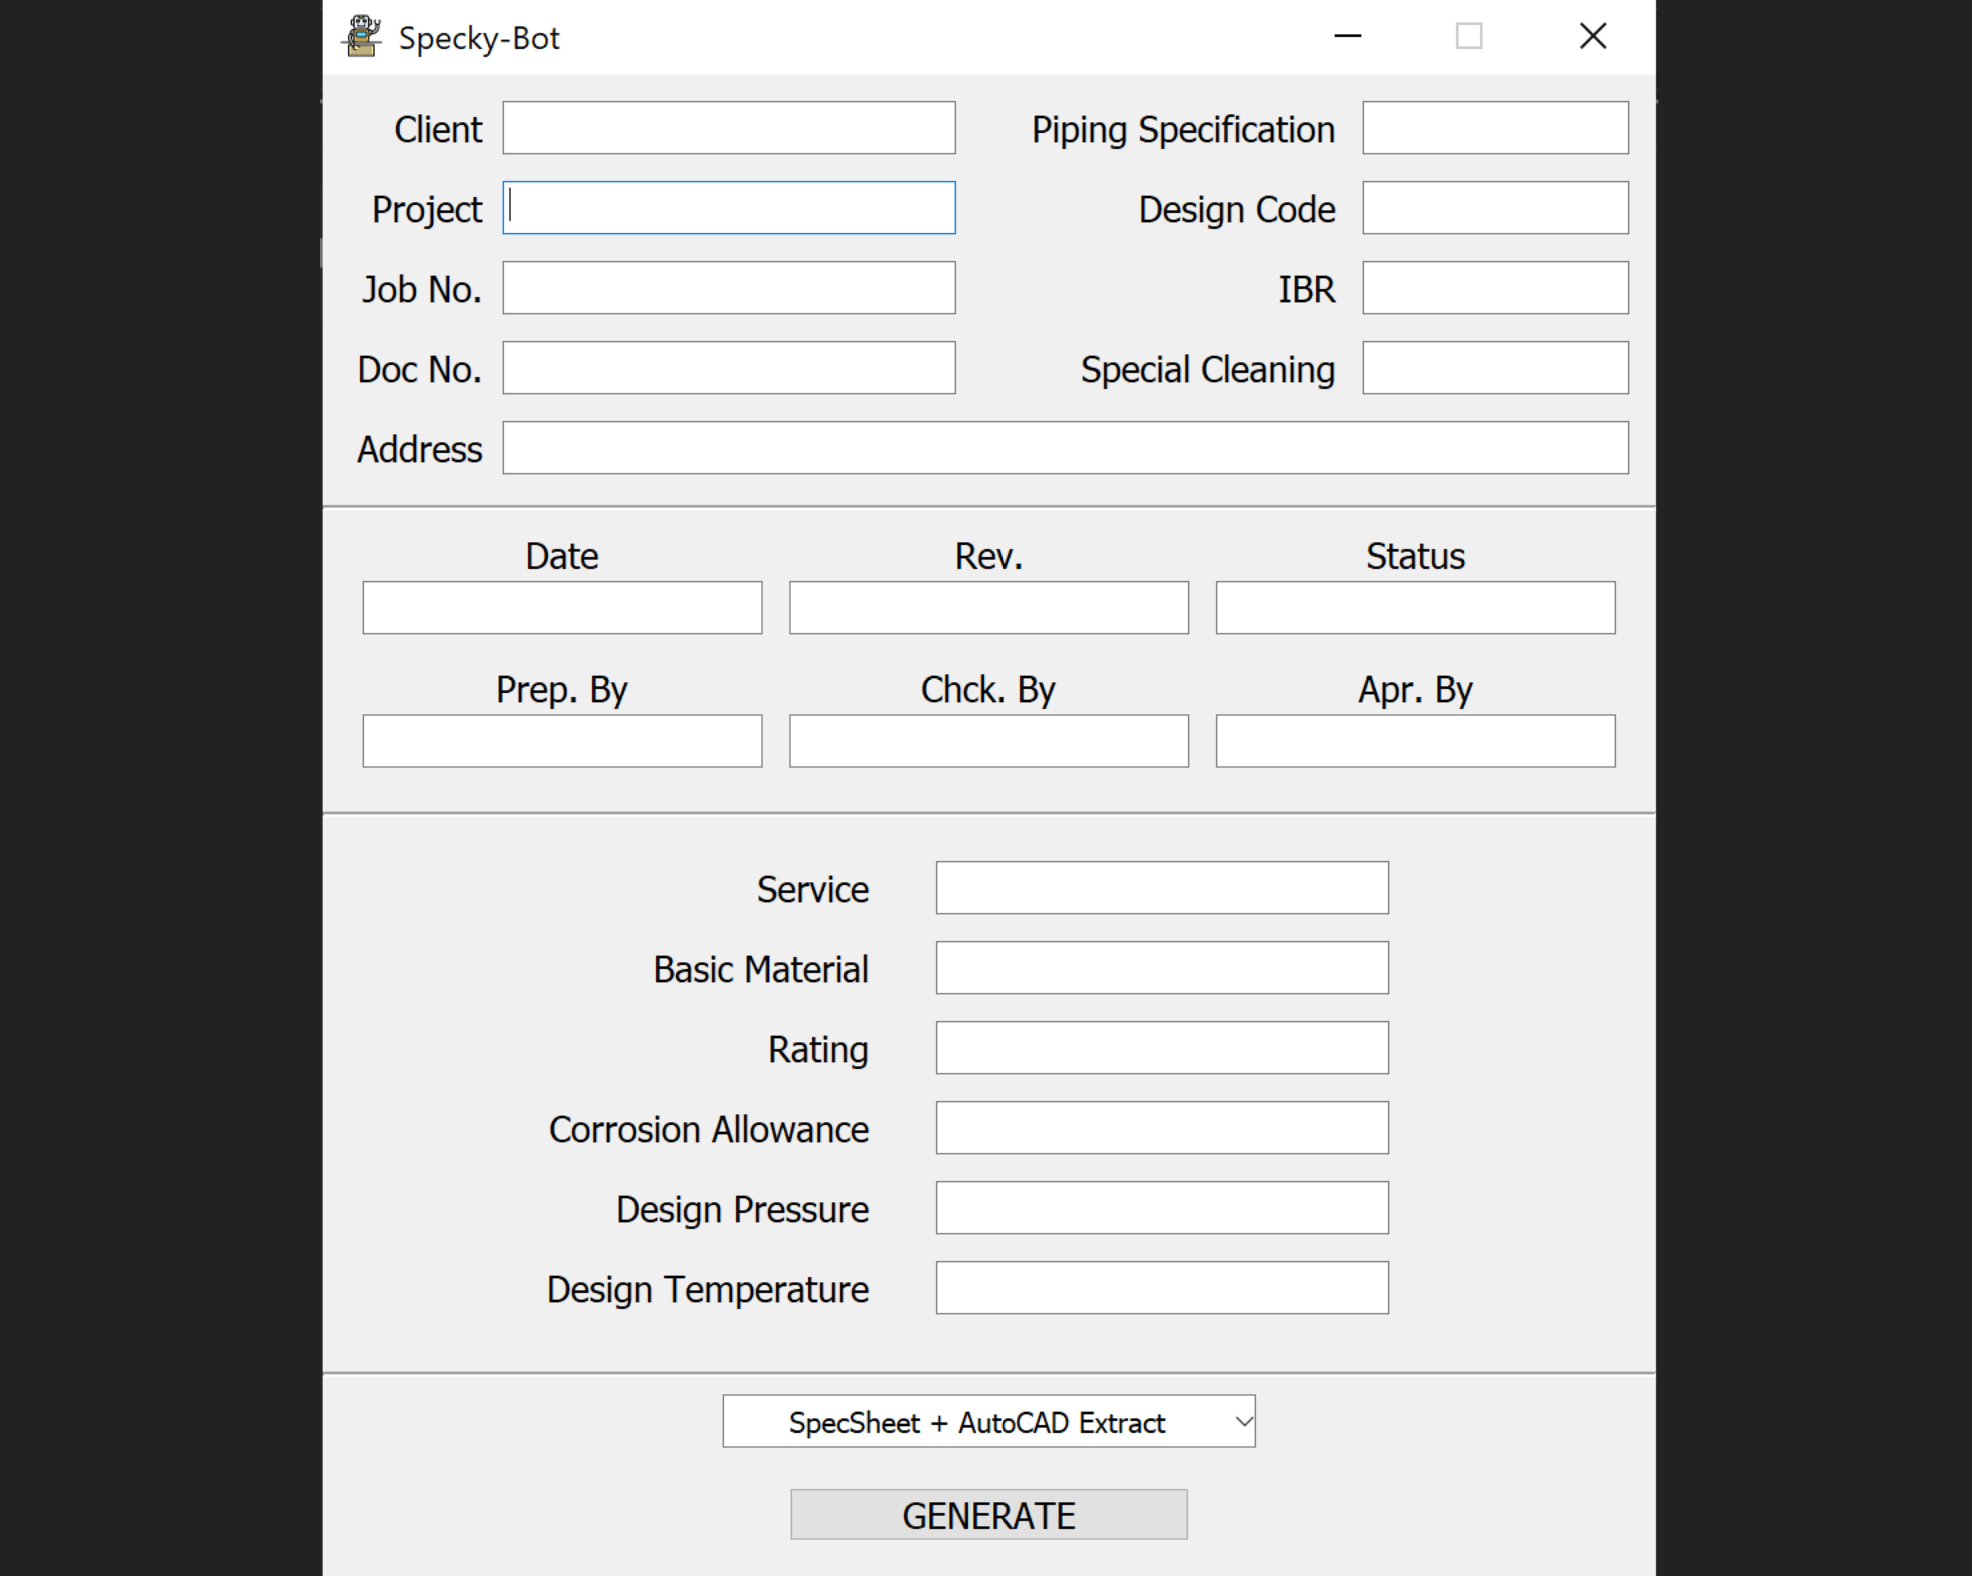 Specky-Bot
Client
Piping Specification
Project
Design Code
Job No.
IBR
Doc No.
Special Cleaning
Address
Date
Rev.
Status
Prep. By
Chck. By
Apr. By
Service
Basic Material
Rating
Corrosion Allowance
Design Pressure
Design Temperature
SpecSheet + AutoCAD Extract
GENERATE